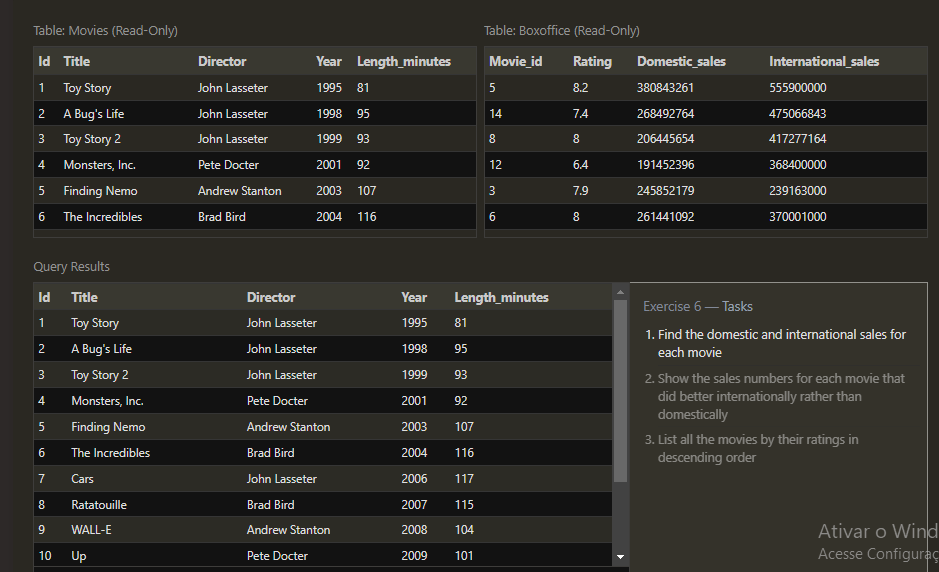 Table: Movies (Read-Only)
Id Title Director Year Length_minutes
1 Toy Story John Lasseter 1995 81
2 A Bug's Life John Lasseter 1998 95
3 Toy Story 2 John Lasseter 1999 93
4 Monsters, Inc. Pete Docter 2001 92
5 Finding Nemo Andrew Stanton 2003 107
6 The Incredibles Brad Bird 2004 116
Table: Boxoffice (Read-Only)
Movie_id Rating Domestic_sales International_sales
5 8.2 380843261 555900000
14 7.4 268492764 475066843
8 8 206445654 417277164
12 6.4 191452396 368400000
3 7.9 245852179 239163000
6 8 261441092 370001000
Query Results
Id Title Director Year Length_minutes
1 Toy Story John Lasseter 1995 81
2 A Bug's Life John Lasseter 1998 95
3 Toy Story 2 John Lasseter 1999 93
4 Monsters, Inc. Pete Docter 2001 92
5 Finding Nemo Andrew Stanton 2003 107
6 The Incredibles Brad Bird 2004 116
7 Cars John Lasseter 2006 117
8 Ratatouille Brad Bird 2007 115
9 WALL-E Andrew Stanton 2008 104
10 Up Pete Docter 2009 101
Exercise 6 — Tasks
1. Find the domestic and international sales for
each movie
2. Show the sales numbers for each movie that
did better internationally rather than
domestically
3. List all the movies by their ratings in
descending order
Ativar o Wind
Acesse Configuraç